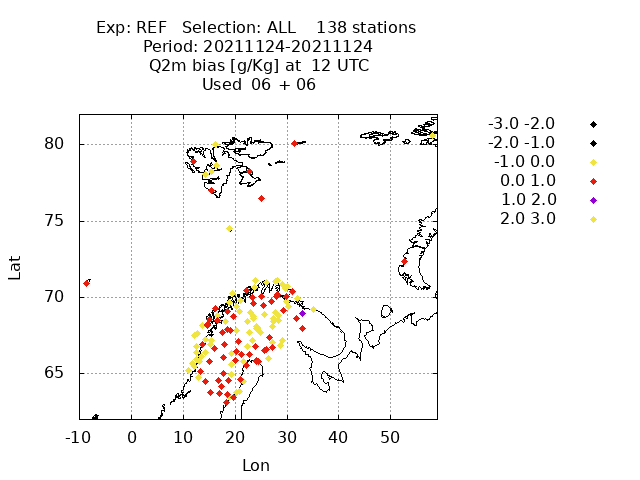 Exp: REF Selection: ALL 138 stations
Period: 20211124-20211124
Q2m bias [g/Kg] at 12 UTC
Used 06 + 06
-3.0 -2.0
-2.0 -1.0
-1.0 0.0
0.0 1.0
1.0 2.0
2.0 3.0
80
75
70
65
Lat
-10 0 10 20 30 40 50
Lon